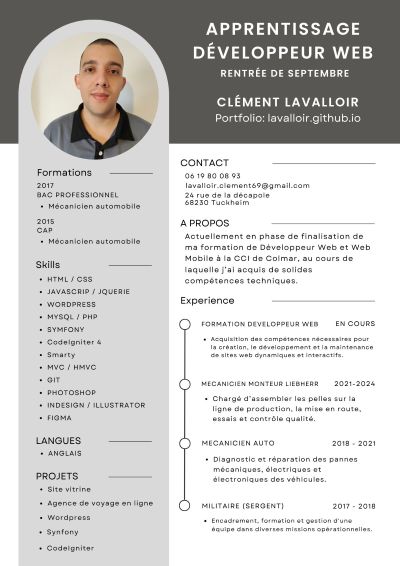 APPRENTISSAGE
DÉVELOPPEUR WEB
RENTRÉE DE SEPTEMBRE
CLÉMENT LAVALLOIR
Portfolio: lavalloir.github.io
Formations
2017
BAC PROFESSIONNEL
• Mécanicien automobile
2015
CAP
• Mécanicien automobile
Skills
• HTML / CSS
• JAVASCRIP / JQUERIE
• WORDPRESS
• MYSQL / PHP
• SYMFONY
• CodeIgniter 4
• Smarty
• MVC / HMVC
• GIT
• PHOTOSHOP
• INDESIGN / ILLUSTRATOR
• FIGMA
LANGUES
• ANGLAIS
PROJETS
• Site vitrine
• Agence de voyage en ligne
• Wordpress
• Synfony
• CodeIgniter
CONTACT
06 19 80 08 93
lavalloir.clement69@gmail.com
24 rue de la décapole
68230 Tuckheim
A PROPOS
Actuellement en phase de finalisation de
ma formation de Développeur Web et Web
Mobile à la CCI de Colmar, au cours de
laquelle j'ai acquis de solides
compétences techniques.
Experience
FORMATION DEVELOPPEUR WEB EN COURS
• Acquisition des compétences nécessaires pour
la création, le développement et la maintenance
de sites web dynamiques et interactifs.
MECANICIEN MONTEUR LIEBHERR 2021-2024
• Chargé d'assembler les pelles sur la
ligne de production, la mise en route,
essais et contrôle qualité.
MECANICIEN AUTO 2018 - 2021
• Diagnostic et réparation des pannes
mécaniques, électriques et
électroniques des véhicules.
MILITAIRE (SERGENT) 2017 - 2018
• Encadrement, formation et gestion d'une
équipe dans diverses missions opérationnelles.